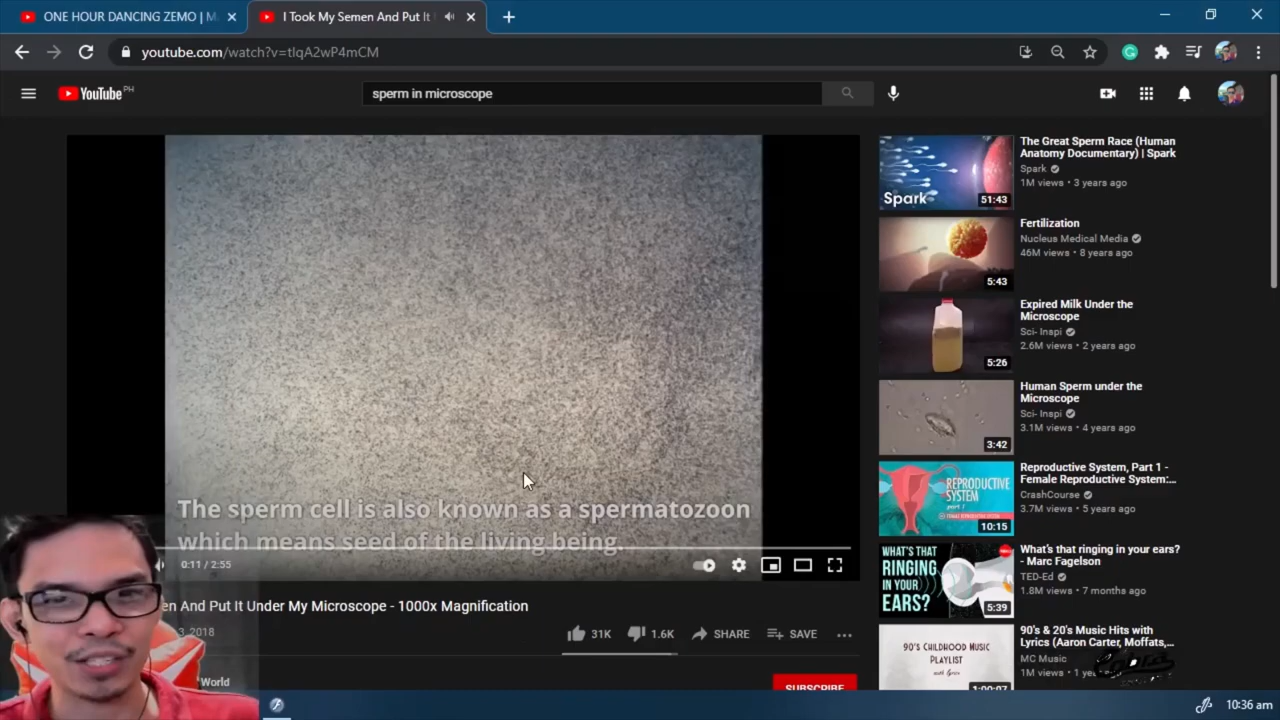 ONE HOUR DANCING ZEMO | M
I Took My Semen And Put It
youtube.com/watch?v=tIqA2wP4mCM
YouTube PH
sperm in microscope
The Great Sperm Race (Human
Anatomy Documentary) | Spark
Spark
1M views • 3 years ago
Spark
51:43
Fertilization
Nucleus Medical Media
46M views • 8 years ago
5:43
Expired Milk Under the
Microscope
Sci- Inspi
2.6M views • 2 years ago
5:26
Human Sperm under the
Microscope
Sci- Inspi
3.1M views • 4 years ago
3:42
Reproductive System, Part 1 -
Female Reproductive System:...
CrashCourse
3.7M views • 5 years ago
REPRODUCTIVE
SYSTEM
part 1
10:15
What's that ringing in your ears?
- Marc Fagelson
TED-Ed
1.8M views • 7 months ago
WHAT'S THAT
RINGING
IN YOUR
EARS?
5:39
90's & 20's Music Hits with
Lyrics (Aaron Carter, Moffats,...
MC Music
1M views • 1
90'S CHILDHOOD MUSIC
PLAYLIST
with lyrics
1:00:07
The sperm cell is also known as a spermatozoon
which means seed of the living being.
0:11 / 2:55
en And Put It Under My Microscope - 1000x Magnification
3, 2018
31K
1.6K
SHARE
SAVE
World
SUBSCRIBE
10:36 am